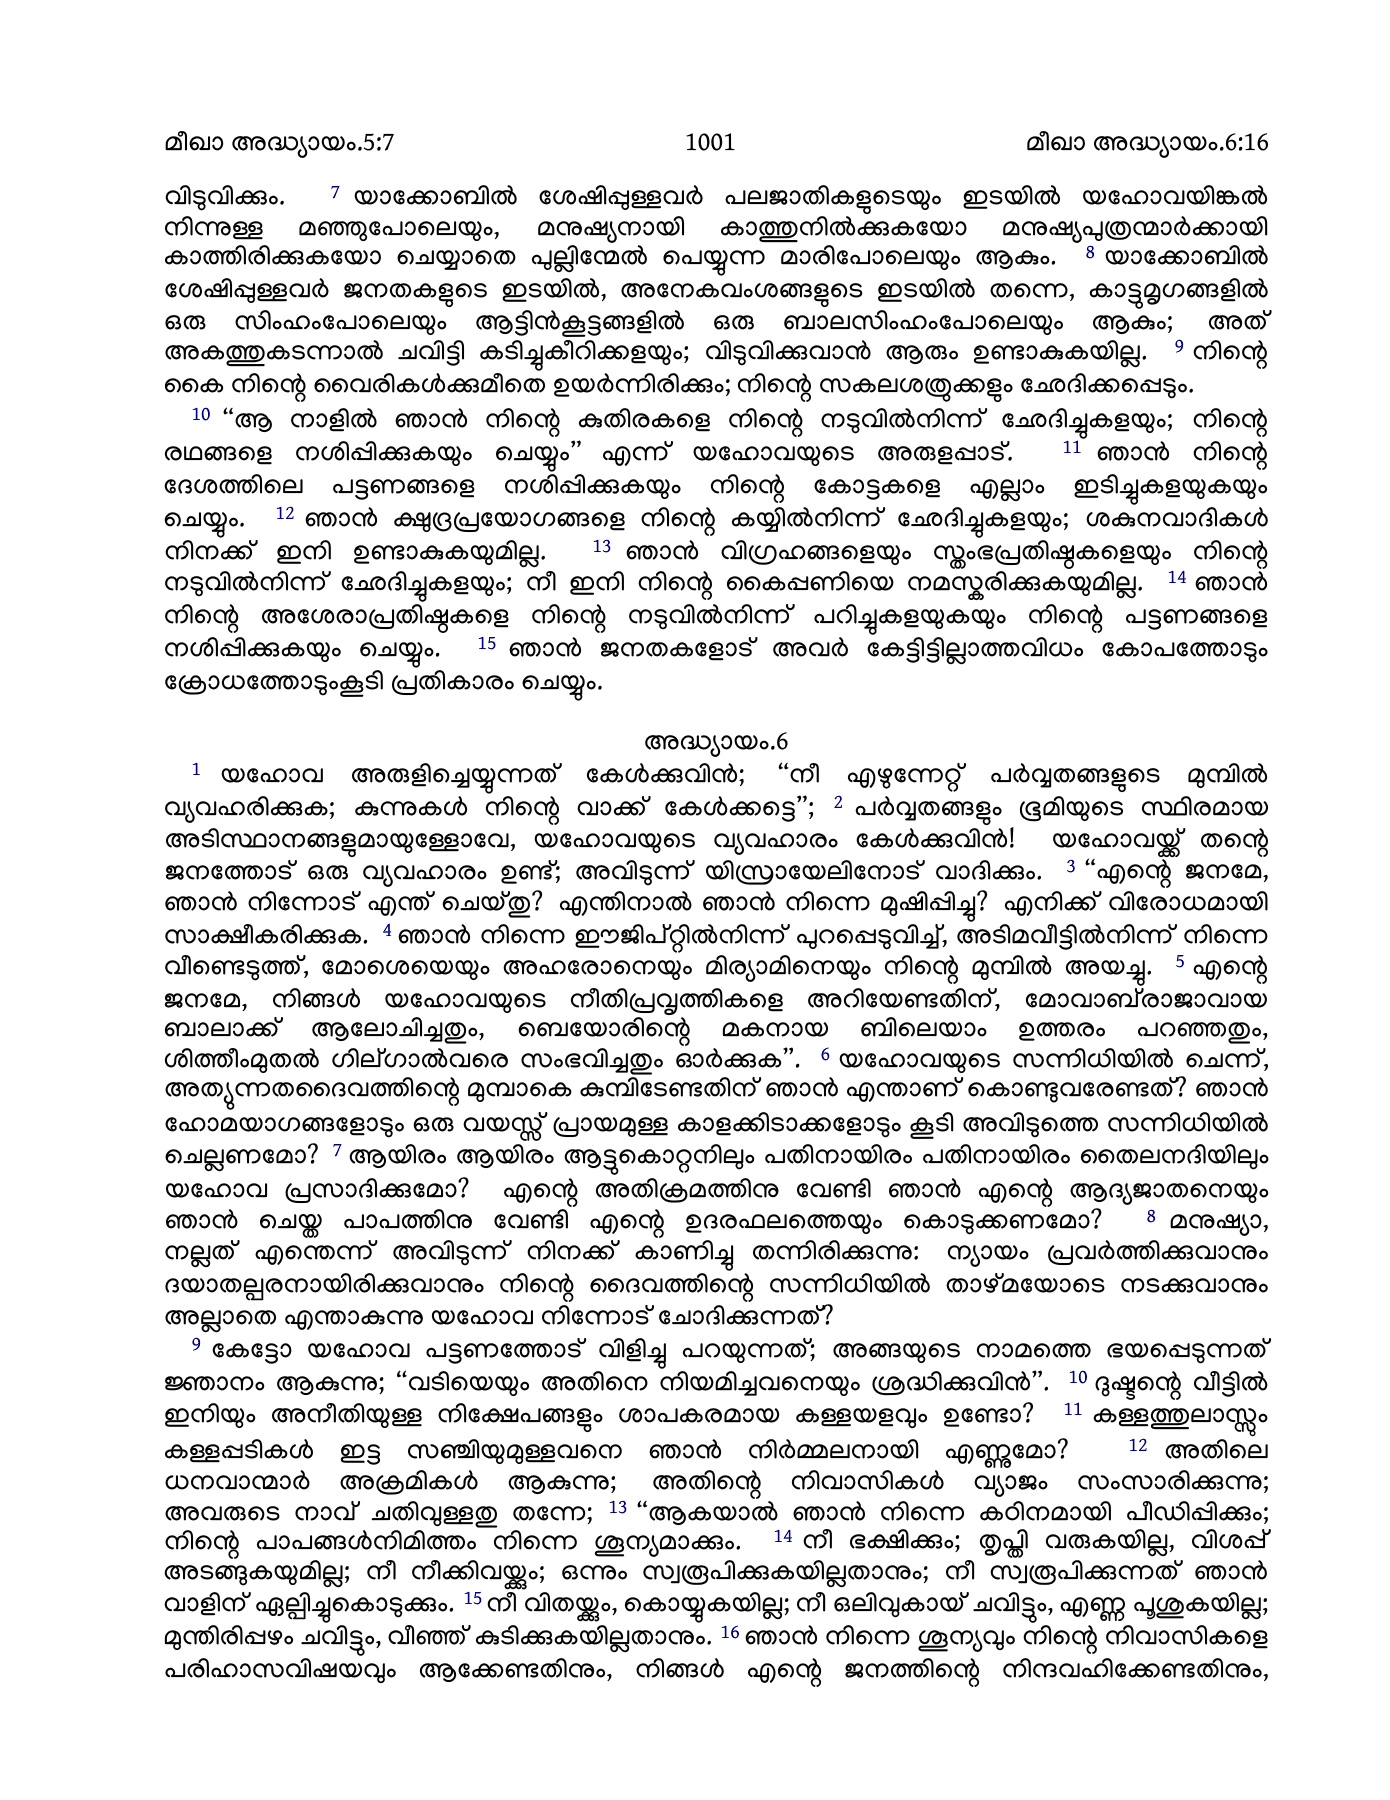 മീഖാ അദ്ധ്യായം.5:7 1001 മീഖാ അദ്ധ്യായം.6:16
വിടുവിക്കും. 7 യാക്കോബിൽ ശേഷിപ്പുള്ളവർ പലജാതികളുടെയും ഇടയിൽ യഹോവയിങ്കൽ
നിന്നുള്ള മഞ്ഞുപോലെയും, മനുഷ്യനായി കാത്തുനിൽക്കുകയോ മനുഷ്യപുത്രന്മാർക്കായി
കാത്തിരിക്കുകയോ ചെയ്യാതെ പുല്ലിന്മേൽ പെയ്യുന്ന മാരിപോലെയും ആകും. 8 യാക്കോബിൽ
ശേഷിപ്പുള്ളവർ ജനതകളുടെ ഇടയിൽ, അനേകവംശങ്ങളുടെ ഇടയിൽ തന്നെ, കാട്ടുമൃഗങ്ങളിൽ
ഒരു സിംഹംപോലെയും ആട്ടിൻകൂട്ടങ്ങളിൽ ഒരു ബാലസിംഹംപോലെയും ആകും; അത്
അകത്തുകടന്നാൽ ചവിട്ടി കടിച്ചുകീറിക്കളയും; വിടുവിക്കുവാൻ ആരും ഉണ്ടാകുകയില്ല. 9 നിന്റെ
കൈ നിന്റെ വൈരികൾക്കുമീതെ ഉയർന്നിരിക്കും; നിന്റെ സകലശത്രുക്കളും ഛേദിക്കപ്പെടും.
10 “ആ നാളിൽ ഞാൻ നിന്റെ കുതിരകളെ നിന്റെ നടുവിൽനിന്ന് ഛേദിച്ചുകളയും; നിന്റെ
രഥങ്ങളെ നശിപ്പിക്കുകയും ചെയ്യും” എന്ന് യഹോവയുടെ അരുളപ്പാട്. 11 ഞാൻ നിന്റെ
ദേശത്തിലെ പട്ടണങ്ങളെ നശിപ്പിക്കുകയും നിന്റെ കോട്ടകളെ എല്ലാം ഇടിച്ചുകളയുകയും
ചെയ്യും. 12 ഞാൻ ക്ഷുദ്രപ്രയോഗങ്ങളെ നിന്റെ കയ്യിൽനിന്ന് ഛേദിച്ചുകളയും; ശകുനവാദികൾ
നിനക്ക് ഇനി ഉണ്ടാകുകയുമില്ല. 13 ഞാൻ വിഗ്രഹങ്ങളെയും സ്തംഭപ്രതിഷ്ഠകളെയും നിന്റെ
നടുവിൽനിന്ന് ഛേദിച്ചുകളയും; നീ ഇനി നിന്റെ കൈപ്പണിയെ നമസ്കരിക്കുകയുമില്ല. 14 ഞാൻ
നിന്റെ അശേരാപ്രതിഷ്ഠകളെ നിന്റെ നടുവിൽനിന്ന് പറിച്ചുകളയുകയും നിന്റെ പട്ടണങ്ങളെ
നശിപ്പിക്കുകയും ചെയ്യും. 15 ഞാൻ ജനതകളോട് അവർ കേട്ടിട്ടില്ലാത്തവിധം കോപത്തോടും
ക്രോധത്തോടുംകൂടി പ്രതികാരം ചെയ്യും.
അദ്ധ്യായം.6
1 യഹോവ അരുളിച്ചെയ്യുന്നത് കേൾക്കുവിൻ; “നീ എഴുന്നേറ്റ് പർവ്വതങ്ങളുടെ മുമ്പിൽ
വ്യവഹരിക്കുക; കുന്നുകൾ നിന്റെ വാക്ക് കേൾക്കട്ടെ”; 2 പർവ്വതങ്ങളും ഭൂമിയുടെ സ്ഥിരമായ
അടിസ്ഥാനങ്ങളുമായുള്ളോവേ, യഹോവയുടെ വ്യവഹാരം കേൾക്കുവിൻ! യഹോവയ്ക്ക് തന്റെ
ജനത്തോട് ഒരു വ്യവഹാരം ഉണ്ട്; അവിടുന്ന് യിസ്രായേലിനോട് വാദിക്കും. 3 “എന്റെ ജനമേ,
ഞാൻ നിന്നോട് എന്ത് ചെയ്തു? എന്തിനാൽ ഞാൻ നിന്നെ മുഷിപ്പിച്ചു? എനിക്ക് വിരോധമായി
സാക്ഷീകരിക്കുക. 4 ഞാൻ നിന്നെ ഈജിപ്റ്റിൽനിന്ന് പുറപ്പെടുവിച്ച്, അടിമവീട്ടിൽനിന്ന് നിന്നെ
വീണ്ടെടുത്ത്, മോശെയെയും അഹരോനെയും മിര്യാമിനെയും നിന്റെ മുമ്പിൽ അയച്ചു. 5 എന്റെ
ജനമേ, നിങ്ങൾ യഹോവയുടെ നീതിപ്രവൃത്തികളെ അറിയേണ്ടതിന്, മോവാബ്‌രാജാവായ
ബാലാക്ക് ആലോചിച്ചതും, ബെയോരിന്റെ മകനായ ബിലെയാം ഉത്തരം പറഞ്ഞതും,
ശിത്തീംമുതൽ ഗില്ഗാൽവരെ സംഭവിച്ചതും ഓർക്കുക”. 6 യഹോവയുടെ സന്നിധിയിൽ ചെന്ന്,
അത്യുന്നതദൈവത്തിന്റെ മുമ്പാകെ കുമ്പിടേണ്ടതിന് ഞാൻ എന്താണ് കൊണ്ടുവരേണ്ടത്? ഞാൻ
ഹോമയാഗങ്ങളോടും ഒരു വയസ്സ് പ്രായമുള്ള കാളക്കിടാക്കളോടും കൂടി അവിടുത്തെ സന്നിധിയിൽ
ചെല്ലണമോ? 7 ആയിരം ആയിരം ആട്ടുകൊറ്റനിലും പതിനായിരം പതിനായിരം തൈലനദിയിലും
യഹോവ പ്രസാദിക്കുമോ? എന്റെ അതിക്രമത്തിനു വേണ്ടി ഞാൻ എന്റെ ആദ്യജാതനെയും
ഞാൻ ചെയ്ത പാപത്തിനു വേണ്ടി എന്റെ ഉദരഫലത്തെയും കൊടുക്കണമോ? 8 മനുഷ്യാ,
നല്ലത് എന്തെന്ന് അവിടുന്ന് നിനക്ക് കാണിച്ചു തന്നിരിക്കുന്നു: ന്യായം പ്രവർത്തിക്കുവാനും
ദയാതല്പരനായിരിക്കുവാനും നിന്റെ ദൈവത്തിന്റെ സന്നിധിയിൽ താഴ്മയോടെ നടക്കുവാനും
അല്ലാതെ എന്താകുന്നു യഹോവ നിന്നോട് ചോദിക്കുന്നത്?
9 കേട്ടോ യഹോവ പട്ടണത്തോട് വിളിച്ചു പറയുന്നത്; അങ്ങയുടെ നാമത്തെ ഭയപ്പെടുന്നത്
ജ്ഞാനം ആകുന്നു; “വടിയെയും അതിനെ നിയമിച്ചവനെയും ശ്രദ്ധിക്കുവിൻ”. 10 ദുഷ്ടന്റെ വീട്ടിൽ
ഇനിയും അനീതിയുള്ള നിക്ഷേപങ്ങളും ശാപകരമായ കള്ളയളവും ഉണ്ടോ? 11 കള്ളത്തുലാസ്സും
കള്ളപ്പടികൾ ഇട്ട സഞ്ചിയുമുള്ളവനെ ഞാൻ നിർമ്മലനായി എണ്ണുമോ? 12 അതിലെ
ധനവാന്മാർ അക്രമികൾ ആകുന്നു; അതിന്റെ നിവാസികൾ വ്യാജം സംസാരിക്കുന്നു;
അവരുടെ നാവ് ചതിവുള്ളതു തന്നേ; 13 “ആകയാൽ ഞാൻ നിന്നെ കഠിനമായി പീഡിപ്പിക്കും;
നിന്റെ പാപങ്ങൾനിമിത്തം നിന്നെ ശൂന്യമാക്കും. 14 നീ ഭക്ഷിക്കും; തൃപ്തി വരുകയില്ല, വിശപ്പ്
അടങ്ങുകയുമില്ല; നീ നീക്കിവയ്ക്കും; ഒന്നും സ്വരൂപിക്കുകയില്ലതാനും; നീ സ്വരൂപിക്കുന്നത് ഞാൻ
വാളിന് ഏല്പിച്ചുകൊടുക്കും. 15 നീ വിതയ്ക്കും, കൊയ്യുകയില്ല; നീ ഒലിവുകായ് ചവിട്ടും, എണ്ണ പൂശുകയില്ല;
മുന്തിരിപ്പഴം ചവിട്ടും, വീഞ്ഞ് കുടിക്കുകയില്ലതാനും. 16 ഞാൻ നിന്നെ ശൂന്യവും നിന്റെ നിവാസികളെ
പരിഹാസവിഷയവും ആക്കേണ്ടതിനും, നിങ്ങൾ എന്റെ ജനത്തിന്റെ നിന്ദവഹിക്കേണ്ടതിനും,